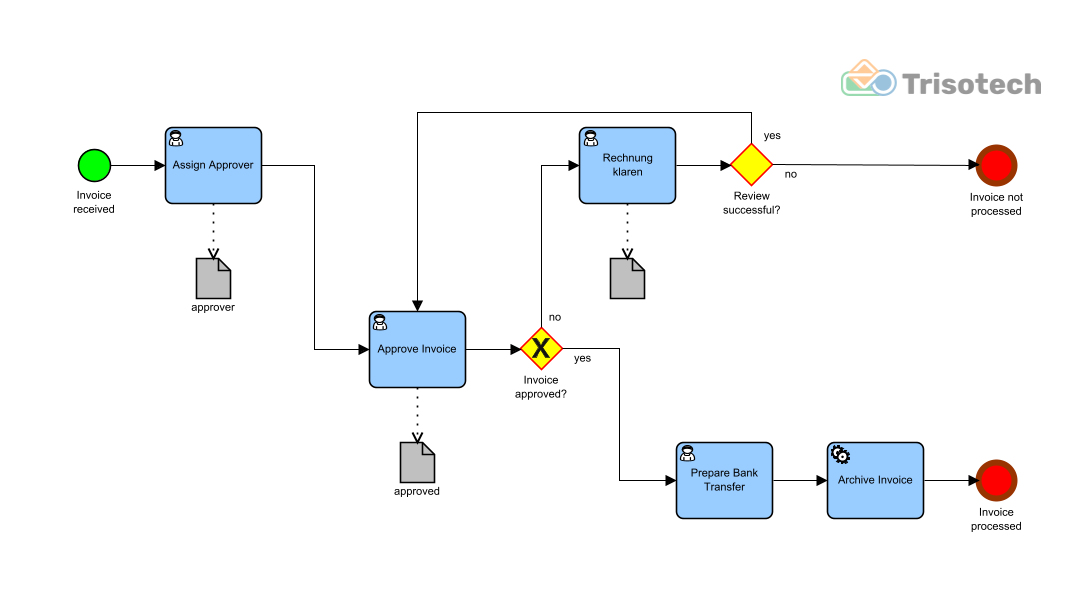 Trisotech
yes
Assign Approver
Rechnung
klaren
no
Invoice
received
Review
successful?
Invoice not
processed
approver
no
Approve Invoice
yes
Invoice
approved?
Prepare Bank
Transfer
Archive Invoice
approved
Invoice
processed